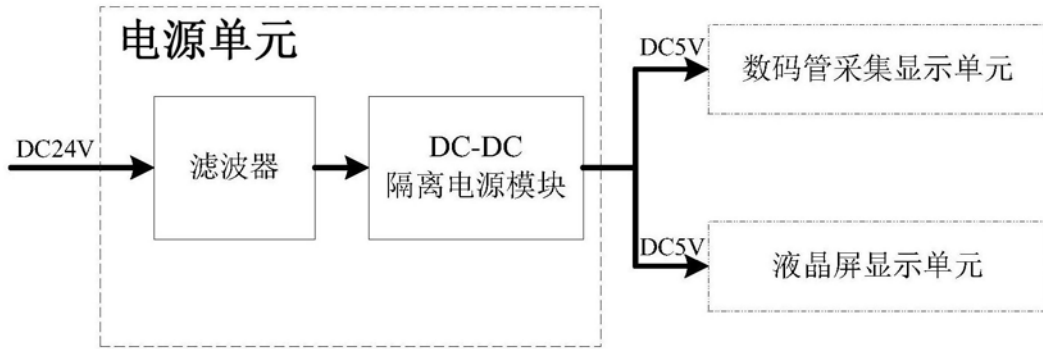 电源单元
DC24V
滤波器
DC-DC
隔离电源模块
DC5V
数码管采集显示单元
DC5V
液晶屏显示单元